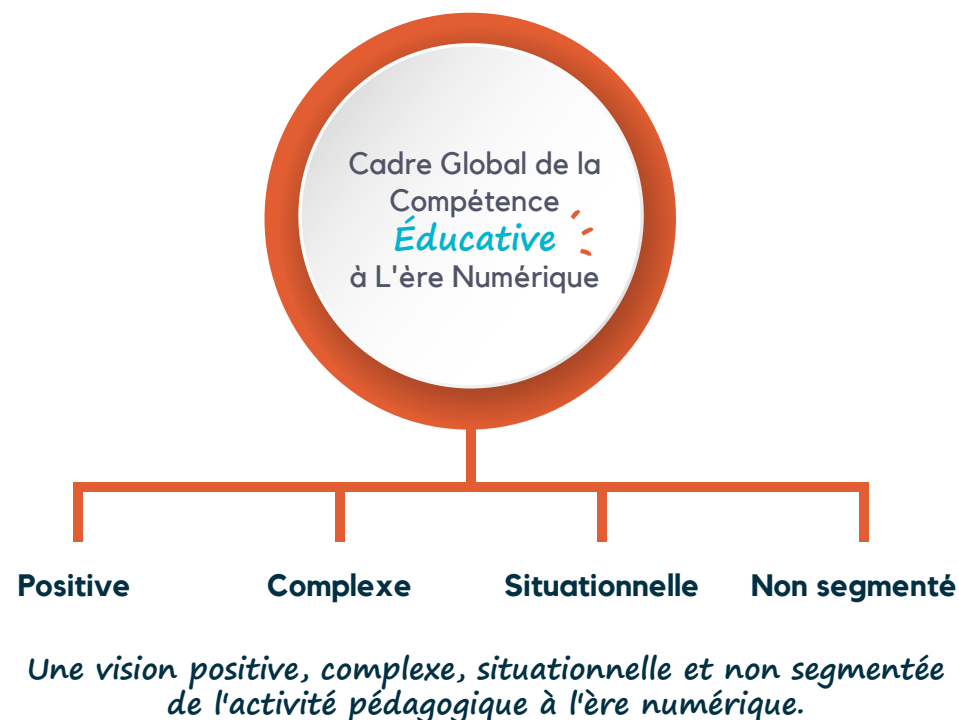 Cadre Global de la
Compétence
Éducative
à L'ère Numérique
Positive
Complexe
Situationnelle
Non segmenté
Une vision positive, complexe, situationnelle et non segmentée
de l'activité pédagogique à l'ère numérique.